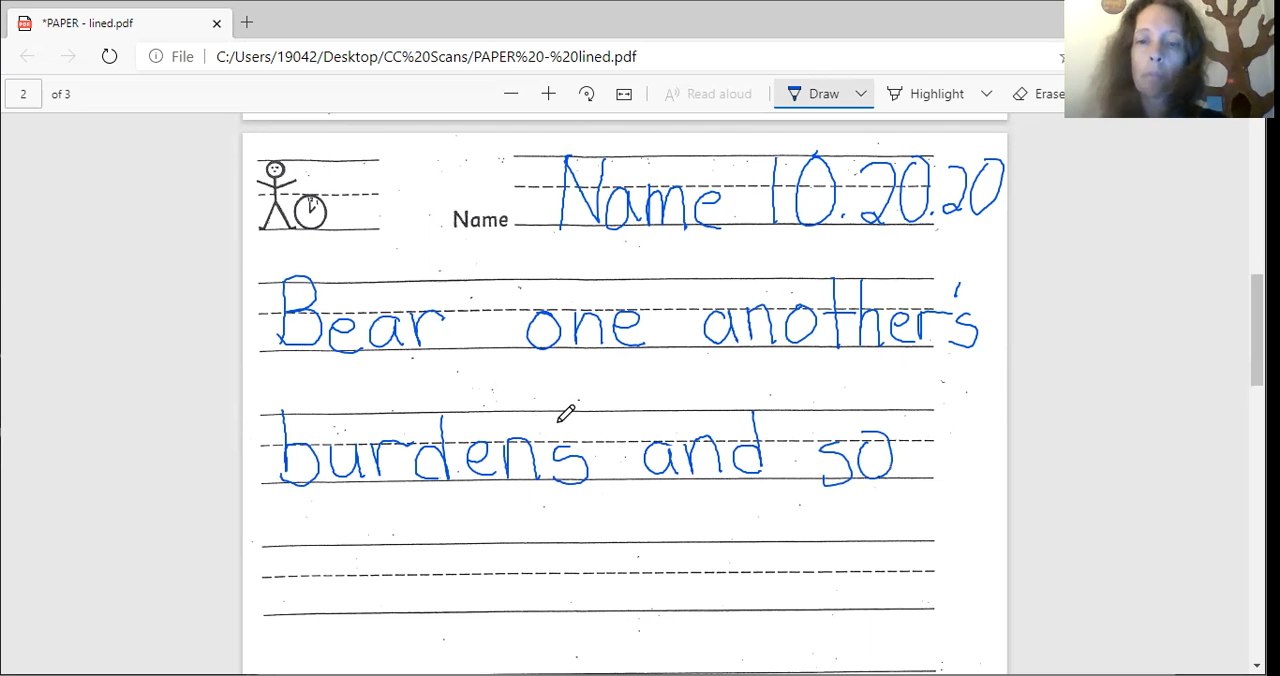 *PAPER - lined.pdf
File C:/Users/19042/Desktop/CC%20Scans/PAPER%20-%20lined.pdf
2 of 3 Read aloud Draw Highlight Erase
Name Name 10.20.20
Bear one another's
burdens and so